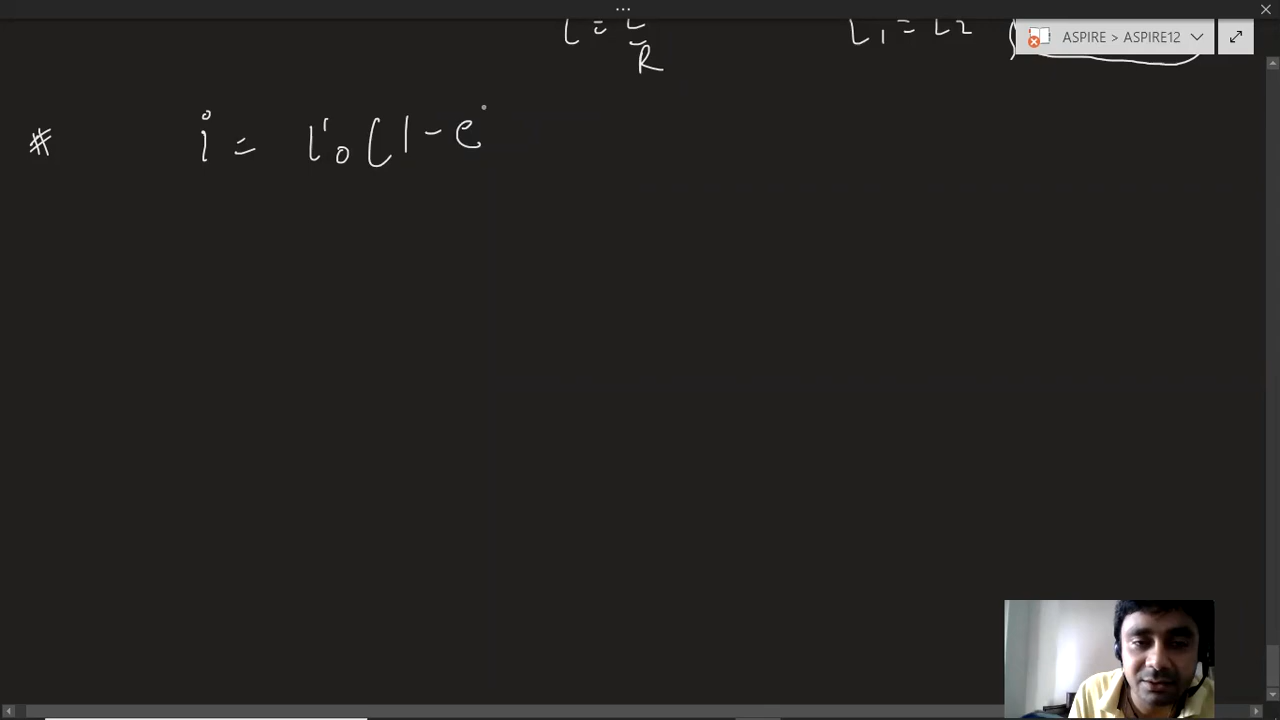 ASPIRE > ASPIRE12
R
# i = i₀ (1 - e